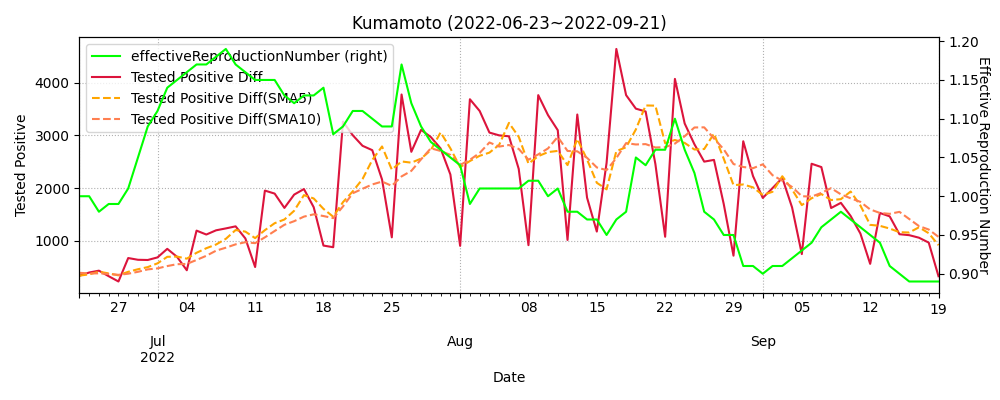 Kumamoto (2022-06-23~2022-09-21)
effectiveReproductionNumber (right)
Tested Positive Diff
Tested Positive Diff(SMA5)
Tested Positive Diff(SMA10)
Tested Positive
4000
3000
2000
1000
1.20
1.15
1.10
1.05
1.00
0.95
0.90
Effective Reproduction Number
27 04 11 18 25 08 15 22 29 05 12 19
Jul Aug Sep
2022
Date